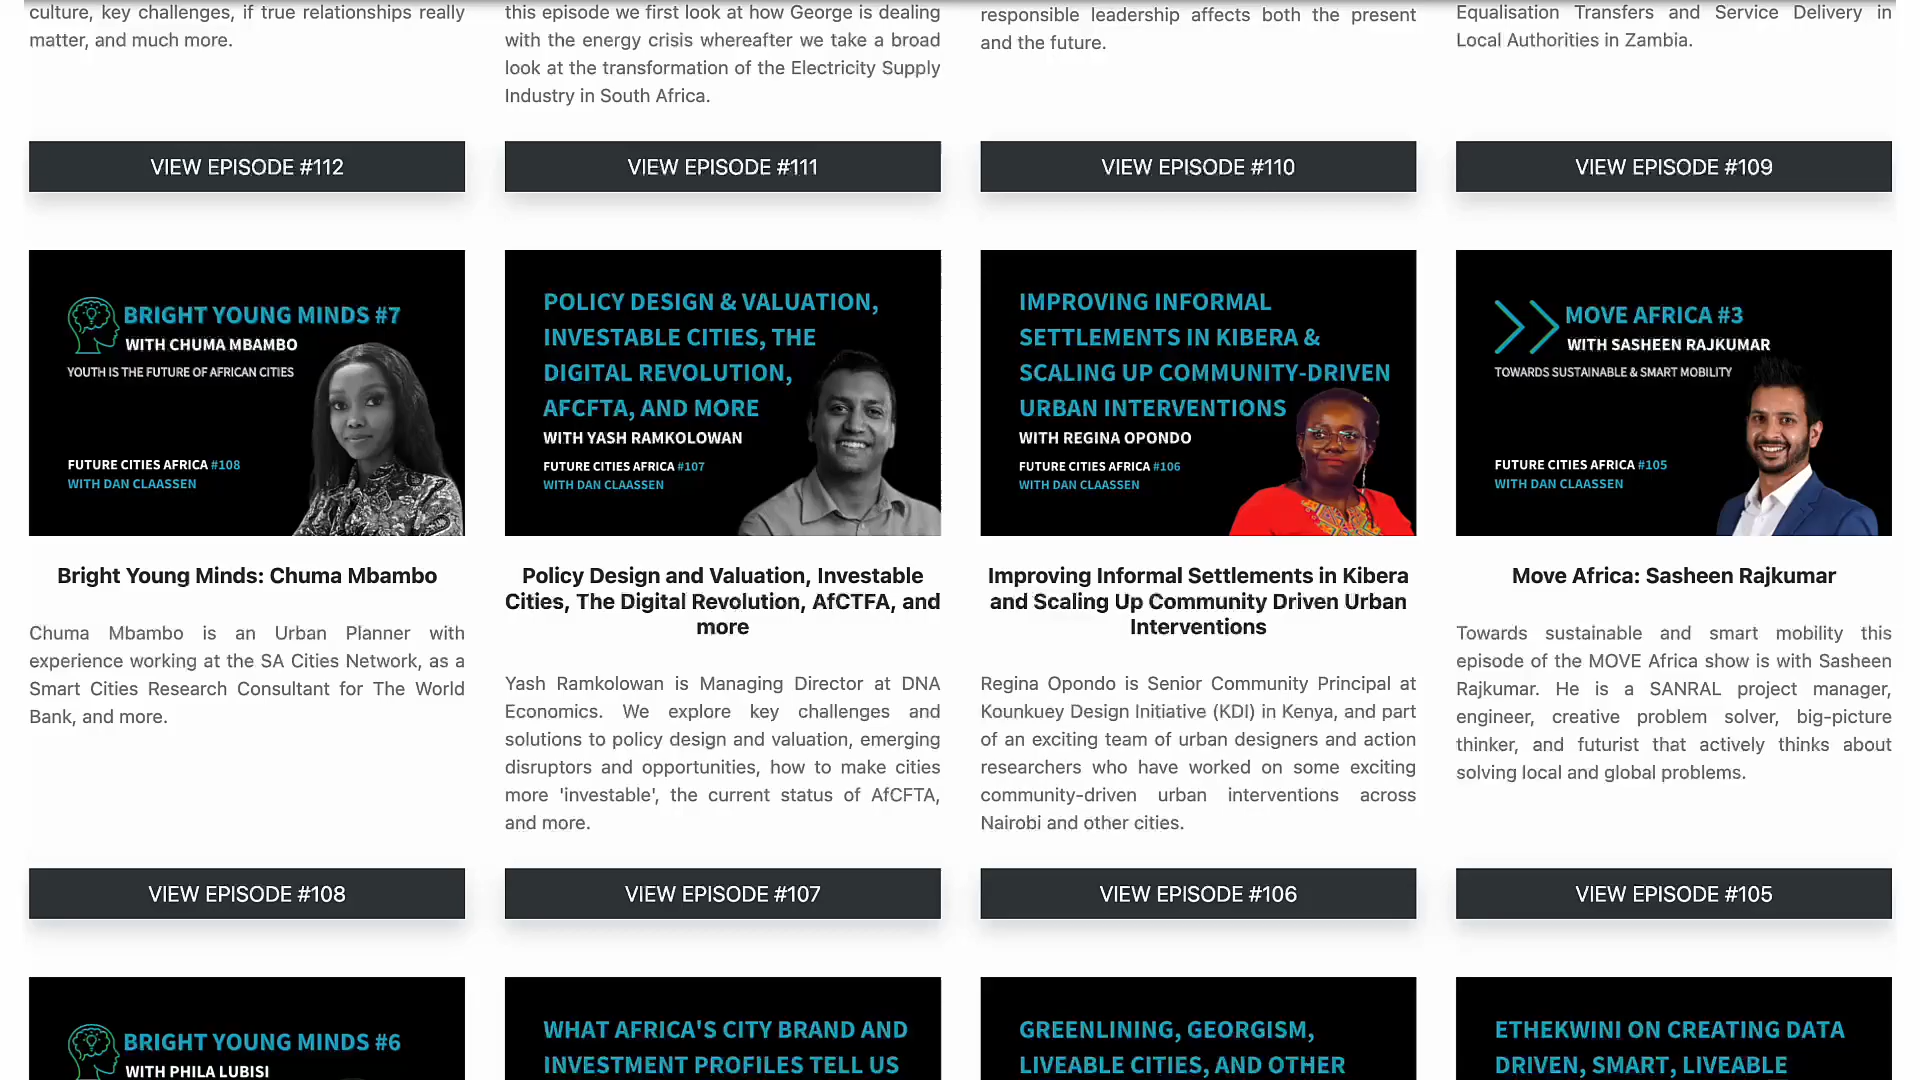 culture, key challenges, if true relationships really
matter, and much more.
this episode we first look at how George is dealing
with the energy crisis whereafter we take a broad
look at the transformation of the Electricity Supply
Industry in South Africa.
responsible leadership affects both the present
and the future.
Equalisation Transfers and Service Delivery in
Local Authorities in Zambia.
VIEW EPISODE #112
VIEW EPISODE #111
VIEW EPISODE #110
VIEW EPISODE #109
BRIGHT YOUNG MINDS #7
WITH CHUMA MBAMBO
YOUTH IS THE FUTURE OF AFRICAN CITIES
FUTURE CITIES AFRICA #108
WITH DAN CLAASSEN
POLICY DESIGN & VALUATION,
INVESTABLE CITIES, THE
DIGITAL REVOLUTION,
AFCFTA, AND MORE
WITH YASH RAMKOLOWAN
FUTURE CITIES AFRICA #107
WITH DAN CLAASSEN
IMPROVING INFORMAL
SETTLEMENTS IN KIBERA &
SCALING UP COMMUNITY-DRIVEN
URBAN INTERVENTIONS
WITH REGINA OPONDO
FUTURE CITIES AFRICA #106
WITH DAN CLAASSEN
MOVE AFRICA #3
WITH SASHEEN RAJKUMAR
TOWARDS SUSTAINABLE & SMART MOBILITY
FUTURE CITIES AFRICA #105
WITH DAN CLAASSEN
Bright Young Minds: Chuma Mbambo
Chuma Mbambo is an Urban Planner with
experience working at the SA Cities Network, as a
Smart Cities Research Consultant for The World
Bank, and more.
Policy Design and Valuation, Investable
Cities, The Digital Revolution, AfCTFA, and
more
Yash Ramkolowan is Managing Director at DNA
Economics. We explore key challenges and
solutions to policy design and valuation, emerging
disruptors and opportunities, how to make cities
more 'investable', the current status of AfCFTA,
and more.
Improving Informal Settlements in Kibera
and Scaling Up Community Driven Urban
Interventions
Regina Opondo is Senior Community Principal at
Kounkuey Design Initiative (KDI) in Kenya, and part
of an exciting team of urban designers and action
researchers who have worked on some exciting
community-driven urban interventions across
Nairobi and other cities.
Move Africa: Sasheen Rajkumar
Towards sustainable and smart mobility this
episode of the MOVE Africa show is with Sasheen
Rajkumar. He is a SANRAL project manager,
engineer, creative problem solver, big-picture
thinker, and futurist that actively thinks about
solving local and global problems.
VIEW EPISODE #108
VIEW EPISODE #107
VIEW EPISODE #106
VIEW EPISODE #105
BRIGHT YOUNG MINDS #6
WITH PHILA LUBISI
WHAT AFRICA'S CITY BRAND AND
INVESTMENT PROFILES TELL US
GREENLINING, GEORGISM,
LIVEABLE CITIES, AND OTHER
ETHEKWINI ON CREATING DATA
DRIVEN, SMART, LIVEABLE